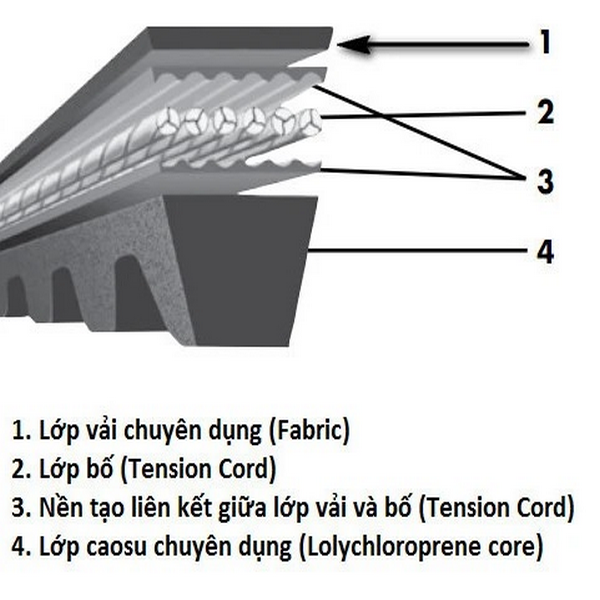 1
2
3
4
1. Lớp vải chuyên dụng (Fabric)
2. Lớp bố (Tension Cord)
3. Nền tạo liên kết giữa lớp vải và bố (Tension Cord)
4. Lớp caosu chuyên dụng (Lolychloroprene core)